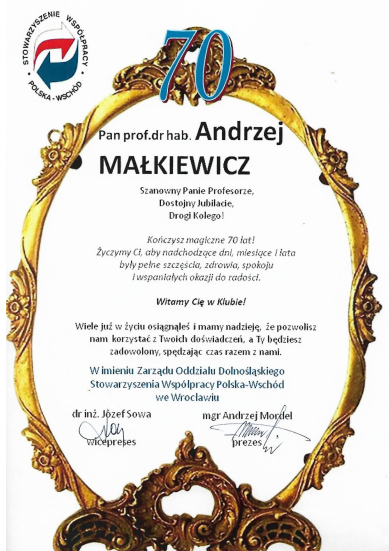 STOWARZYSZENIE WSPÓŁPRACY
POLSKA-WSCHÓD
70
Pan prof.dr hab. Andrzej
MAŁKIEWICZ
Szanowny Panie Profesorze,
Dostojny Jubilacie,
Drogi Kolego!
Kończysz magiczne 70 lat!
Życzymy Ci, aby nadchodzące dni, miesiące i lata
były pełne szczęścia, zdrowia, spokoju
i wspaniałych okazji do radości.
Witamy Cię w Klubie!
Wiele już w życiu osiągnąłeś i mamy nadzieję, że pozwolisz
nam korzystać z Twoich doświadczeń, a Ty będziesz
zadowolony, spędzając czas razem z nami.
W imieniu Zarządu Oddziału Dolnośląskiego
Stowarzyszenia Współpracy Polska-Wschód
we Wrocławiu
dr inż. Józef Sowa mgr Andrzej Mordel
wiceprezes prezes